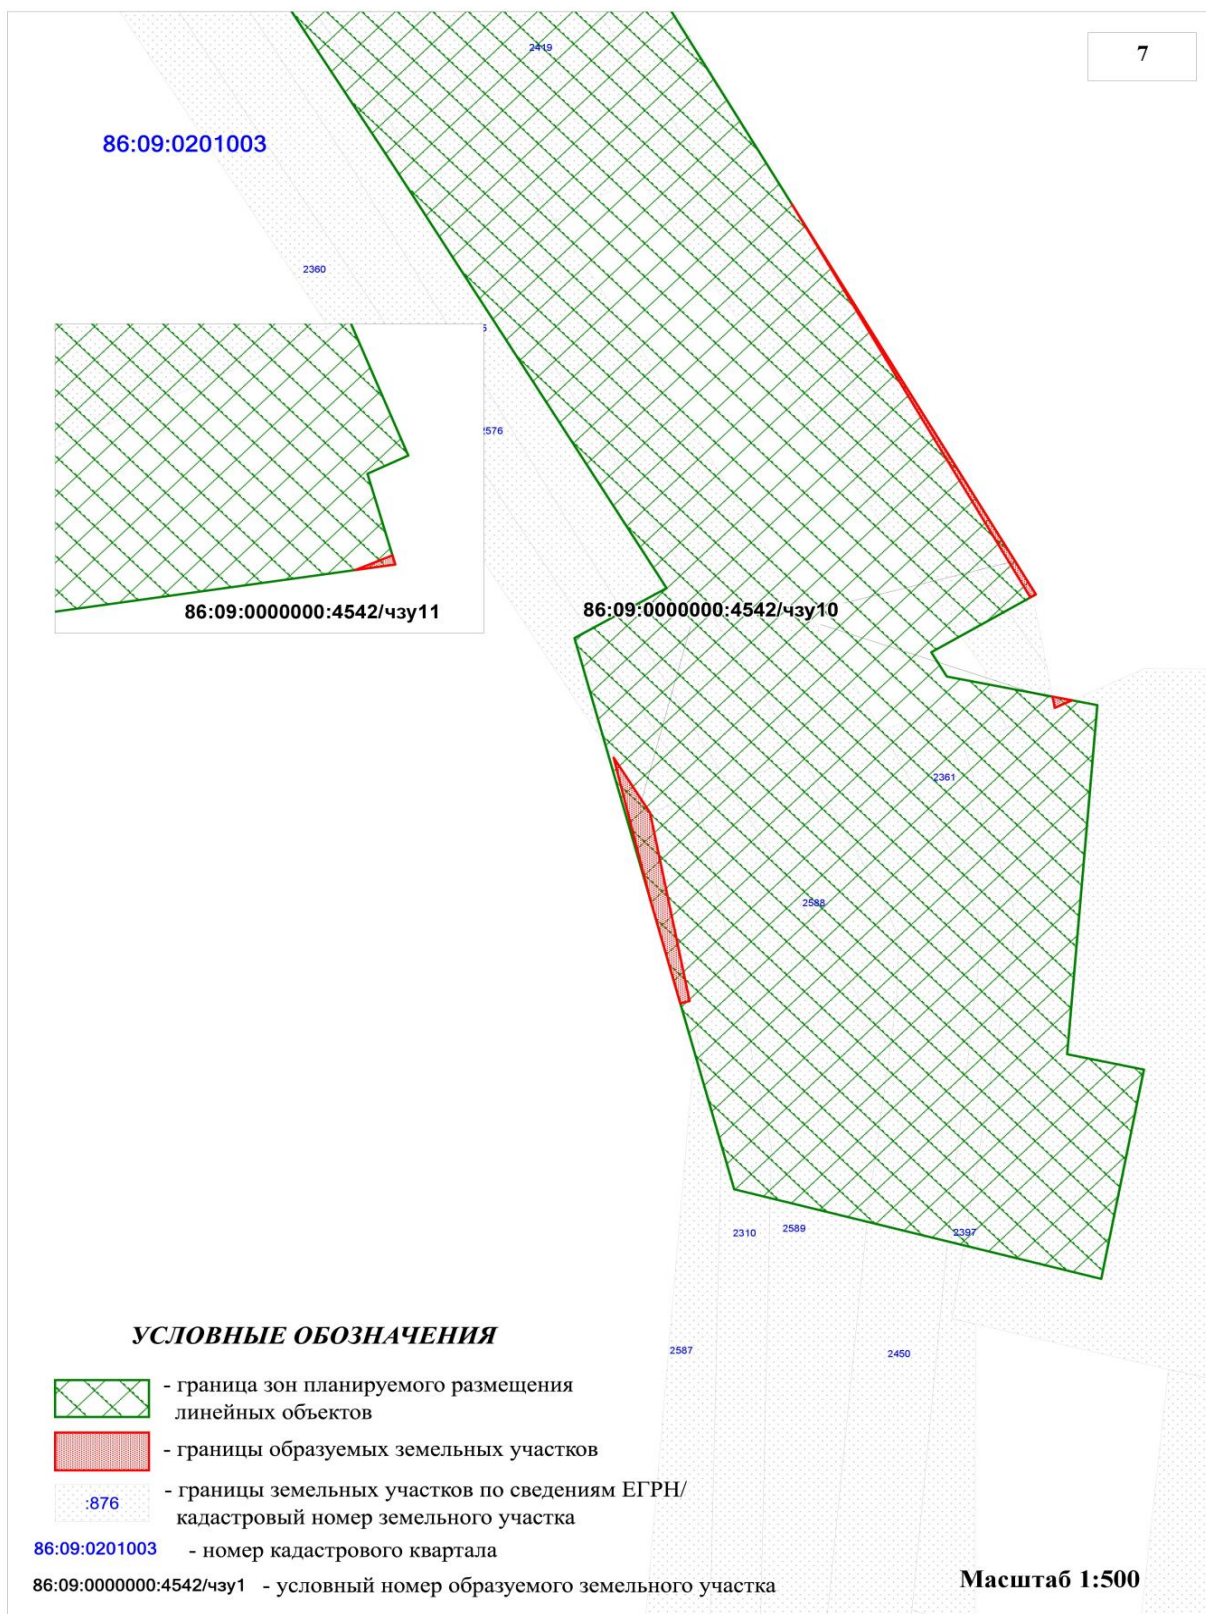 7
2419
86:09:0201003
2360
2576
86:09:0000000:4542/чзу11
86:09:0000000:4542/чзу10
2361
2588
2310
2589
2397
2587
2450
УСЛОВНЫЕ ОБОЗНАЧЕНИЯ
- граница зон планируемого размещения
линейных объектов
- границы образуемых земельных участков
:876
- границы земельных участков по сведениям ЕГРН/
кадастровый номер земельного участка
86:09:0201003 - номер кадастрового квартала
86:09:0000000:4542/чзу1 - условный номер образуемого земельного участка
Масштаб 1:500